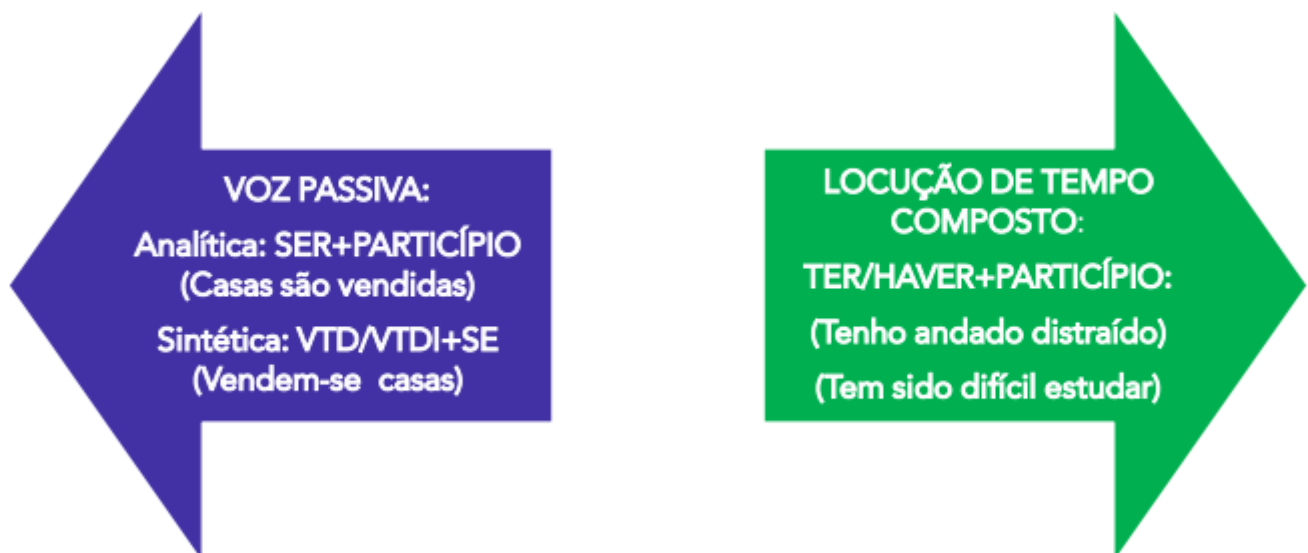 VOZ PASSIVA:
Analítica: SER+PARTICÍPIO
(Casas são vendidas)
Sintética: VTD/VTDI+SE
(Vendem-se casas)
LOCUÇÃO DE TEMPO
COMPOSTO:
TER/HAVER+PARTICÍPIO:
(Tenho andado distraído)
(Tem sido difícil estudar)